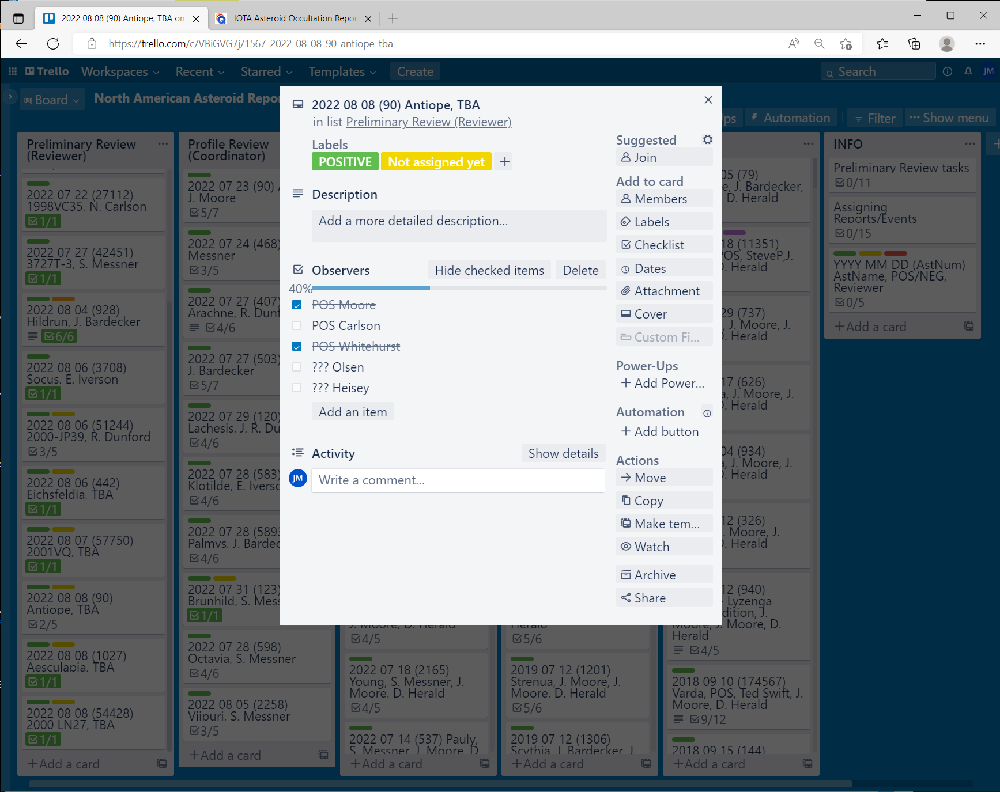 2022 08 08 (90) Antiope, TBA on
IOTA Asteroid Occultation Repor
https://trello.com/c/VBiGVG7j/1567-2022-08-08-90-antiope-tba
Trello
Workspaces
Recent
Starred
Templates
Create
Search
JM
Board
North American Asteroid Repo
ps
Automation
Filter
Show menu
Preliminary Review
(Reviewer)
2022 07 22 (27112)
1998VC35, N. Carlson
1/1
2022 07 27 (42451)
3727T-3, S. Messner
1/1
2022 08 04 (928)
Hildrun, J. Bardecker
6/6
2022 08 06 (3708)
Socus, E. Iverson
1/1
2022 08 06 (51244)
2000-JP39, R. Dunford
3/5
2022 08 06 (442)
Eichsfeldia, TBA
1/1
2022 08 07 (57750)
2001VQ, TBA
1/1
2022 08 08 (90)
Antiope, TBA
2/5
2022 08 08 (1027)
Aesculapia, TBA
1/1
2022 08 08 (54428)
2000 LN27, TBA
1/1
Add a card
Profile Review
(Coordinator)
2022 07 23 (90)
J. Moore
5/7
2022 07 24 (468)
Messner
3/5
2022 07 27 (407)
Arachne, R. Dunf
4/6
2022 07 27 (503)
J. Bardecker
5/7
2022 07 29 (120)
Lachesis, J. R. Du
4/6
2022 07 28 (583)
Klotilde, E. Iverso
4/6
2022 07 28 (5893
Palmys, J. Bardec
4/6
2022 07 31 (123)
Brunhild, S. Mess
1/1
2022 07 28 (598)
Octavia, S. Messner
4/6
2022 08 05 (2258)
Viipuri, S. Messner
3/5
Add a card
2022 08 08 (90) Antiope, TBA
in list Preliminary Review (Reviewer)
Labels
POSITIVE
Not assigned yet
Description
Add a more detailed description...
Observers
Hide checked items
Delete
40%
POS Moore
POS Carlson
POS Whitehurst
??? Olsen
??? Heisey
Add an item
Activity
Show details
JM
Write a comment...
Suggested
Join
Add to card
Members
Labels
Checklist
Dates
Attachment
Cover
Custom Fi...
Power-Ups
Add Power...
Automation
Add button
Actions
Move
Copy
Make tem...
Watch
Archive
Share
J. Moore, D. Herald
4/5
2022 07 18 (2165)
Young, S. Messner, J.
Moore, D. Herald
4/5
2022 07 14 (537) Pauly,
S. Messner, J. Moore, D.
Add a card
Herald
5/6
2019 07 12 (1201)
Strenua, J. Moore, J.
Moore, D. Herald
5/6
2019 07 12 (1306)
Scythia, J. Bardecker, J.
Add a card
05 (79)
e, J. Bardecker,
D. Herald
18 (11351)
OS, SteveP,J.
. Herald
29 (737)
, J. Moore, J.
. Herald
17 (626)
a, J. Moore, J.
. Herald
04 (934)
a, J. Moore, J.
. Herald
12 (326)
. Moore, J.
. Herald
12 (940)
Lyzenga
dition, J.
Moore, J. Moore, D.
Herald
4/5
2018 09 10 (174567)
Varda, POS, Ted Swift, J.
Moore, D. Herald
9/12
2018 09 15 (144)
Add a card
INFO
Preliminary Review tasks
0/11
Assigning
Reports/Events
0/15
YYYY MM DD (AstNum)
AstName, POS/NEG,
Reviewer
0/5
Add a card